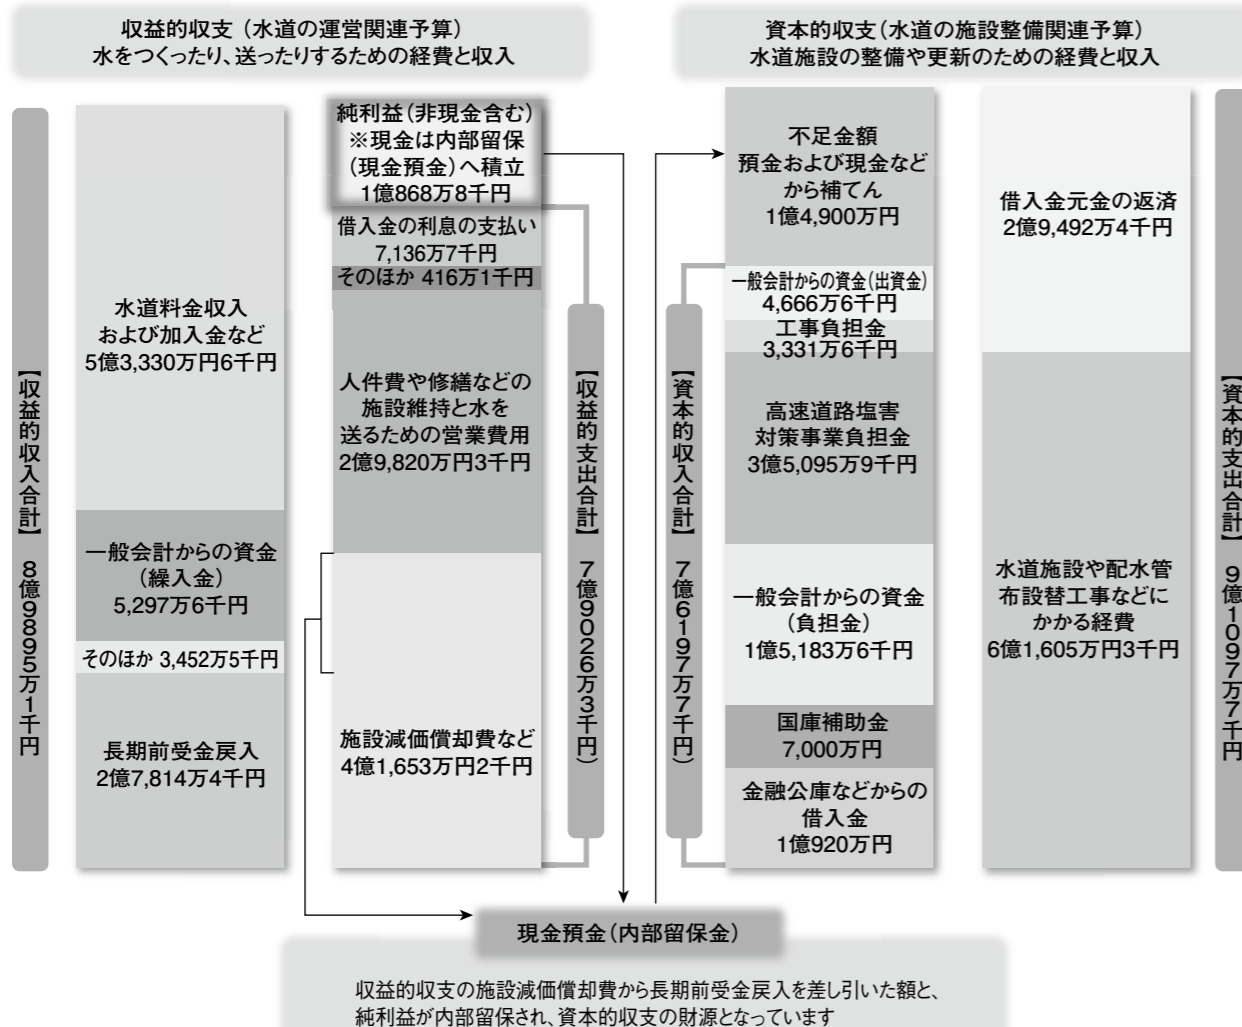 収益的収支（水道の運営関連予算）
水をつくったり、送ったりするための経費と収入
【収益的収入合計】 8億9895万1千円
水道料金収入
および加入金など
5億3,330万円6千円
一般会計からの資金
（繰入金）
5,297万6千円
そのほか 3,452万5千円
長期前受金戻入
2億7,814万4千円
純利益（非現金含む）
※現金は内部留保
（現金預金）へ積立
1億868万8千円
借入金の利息の支払い
7,136万7千円
そのほか 416万1千円
人件費や修繕などの
施設維持と水を
送るための営業費用
2億9,820万円3千円
施設減価償却費など
4億1,653万円2千円
【収益的支出合計】 7億9026万3千円）
資本的収支（水道の施設整備関連予算）
水道施設の整備や更新のための経費と収入
【資本的収入合計】 7億6197万7千円）
不足金額
預金および現金など
から補てん
1億4,900万円
一般会計からの資金（出資金）
4,666万6千円
工事負担金
3,331万6千円
高速道路塩害
対策事業負担金
3億5,095万9千円
一般会計からの資金
（負担金）
1億5,183万6千円
国庫補助金
7,000万円
金融公庫などからの
借入金
1億920万円
借入金元金の返済
2億9,492万4千円
水道施設や配水管
布設替工事などに
かかる経費
6億1,605万円3千円
【資本的支出合計】 9億1097万7千円
現金預金（内部留保金）
収益的収支の施設減価償却費から長期前受金戻入を差し引いた額と、
純利益が内部留保され、資本的収支の財源となっています